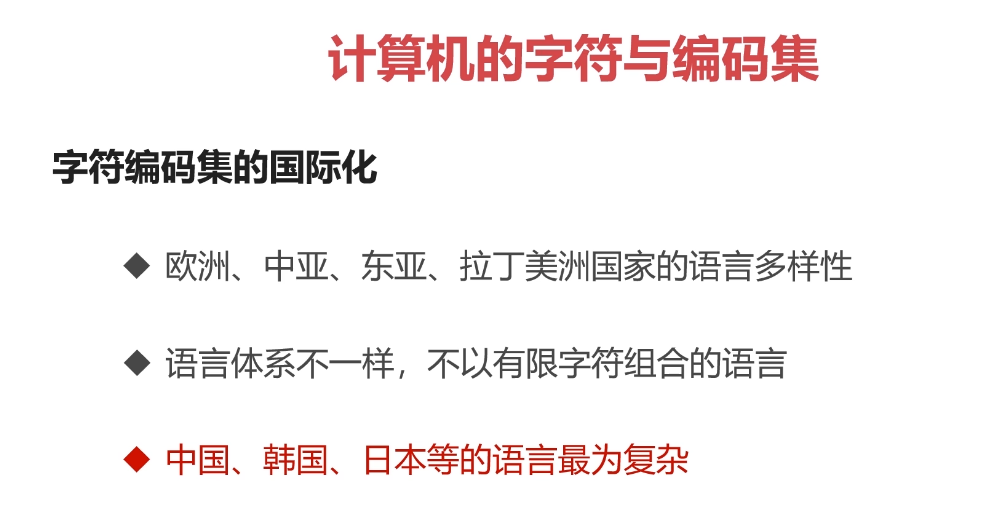 计算机的字符与编码集
字符编码集的国际化
◆ 欧洲、中亚、东亚、拉丁美洲国家的语言多样性
◆ 语言体系不一样，不以有限字符组合的语言
◆ 中国、韩国、日本等的语言最为复杂